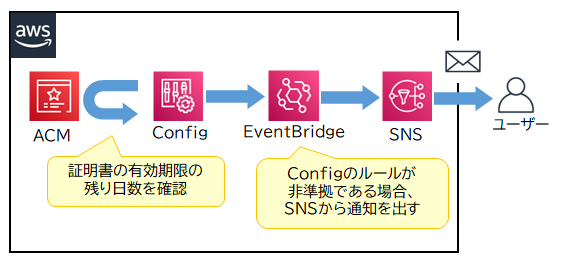 aws
ACM
Config
EventBridge
SNS
ユーザー
証明書の有効期限の
残り日数を確認
Configのルールが
非準拠である場合、
SNSから通知を出す